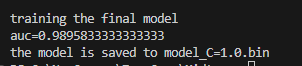 training the final model
auc=0.9895833333333333
the model is saved to model_C=1.0.bin